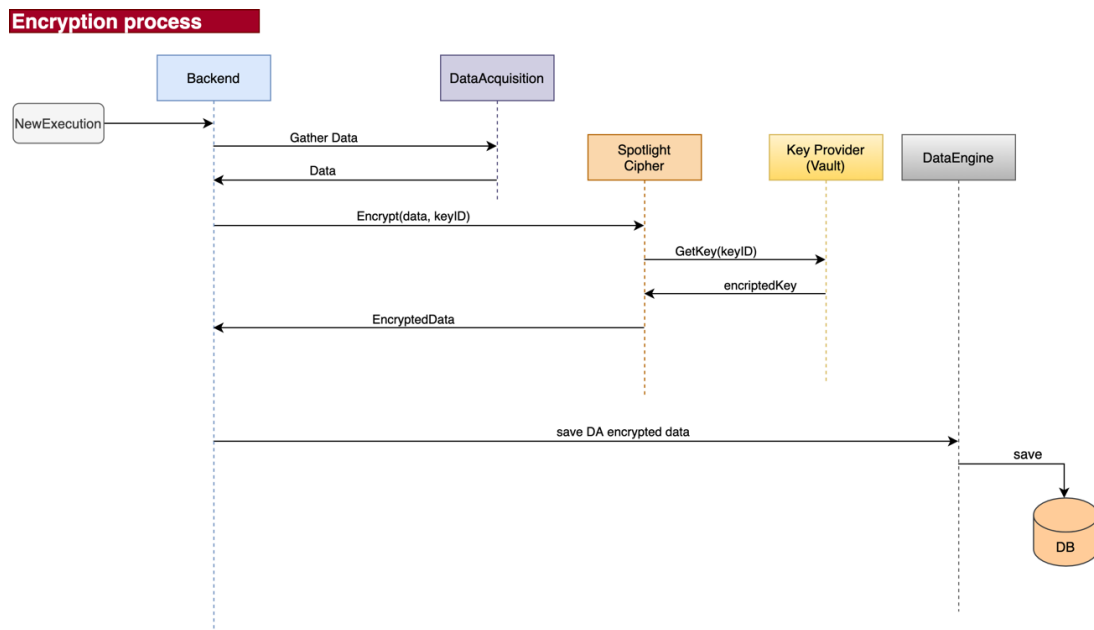 Encryption process
Backend
DataAcquisition
NewExecution
Gather Data
Data
Spotlight
Cipher
Key Provider
(Vault)
DataEngine
Encrypt(data, keyID)
GetKey(keyID)
encriptedKey
EncryptedData
save DA encrypted data
save
DB